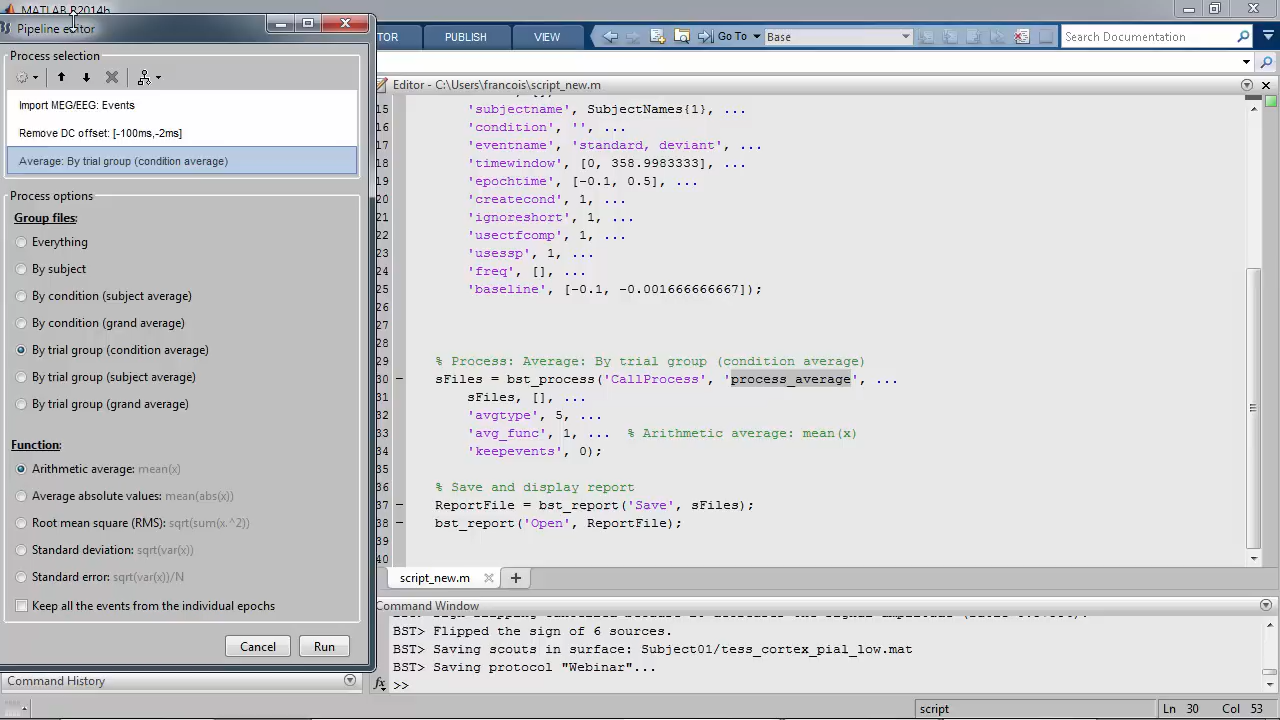 MATLAB R2014b
Pipeline editor
Process selection
Import MEG/EEG: Events
Remove DC offset: [-100ms,-2ms]
Average: By trial group (condition average)
Process options
Group files:
Everything
By subject
By condition (subject average)
By condition (grand average)
By trial group (condition average)
By trial group (subject average)
By trial group (grand average)
Function:
Arithmetic average: mean(x)
Average absolute values: mean(abs(x))
Root mean square (RMS): sqrt(sum(x.^2))
Standard deviation: sqrt(var(x))
Standard error: sqrt(var(x))/N
Keep all the events from the individual epochs
Cancel
Run
Command History
TOR
PUBLISH
VIEW
Go To
Base
Search Documentation
Editor - C:\Users\francois\script_new.m
15 'subjectname', SubjectNames{1}, ...
16 'condition', '', ...
17 'eventname', 'standard, deviant', ...
18 'timewindow', [0, 358.9983333], ...
19 'epochtime', [-0.1, 0.5], ...
20 'createcond', 1, ...
21 'ignoreshort', 1, ...
22 'usectfcomp', 1, ...
23 'usessp', 1, ...
24 'freq', [], ...
25 'baseline', [-0.1, -0.001666666667]);
26
27
28
29 % Process: Average: By trial group (condition average)
30 sFiles = bst_process('CallProcess', 'process_average', ...
31 sFiles, [], ...
32 'avgtype', 5, ...
33 'avg_func', 1, ... % Arithmetic average: mean(x)
34 'keepevents', 0);
35
36 % Save and display report
37 ReportFile = bst_report('Save', sFiles);
38 bst_report('Open', ReportFile);
39
40
script_new.m
Command Window
BST> Flipped the sign of 6 sources.
BST> Saving scouts in surface: Subject01/tess_cortex_pial_low.mat
BST> Saving protocol "Webinar"...
fx >>
script
Ln 30 Col 53